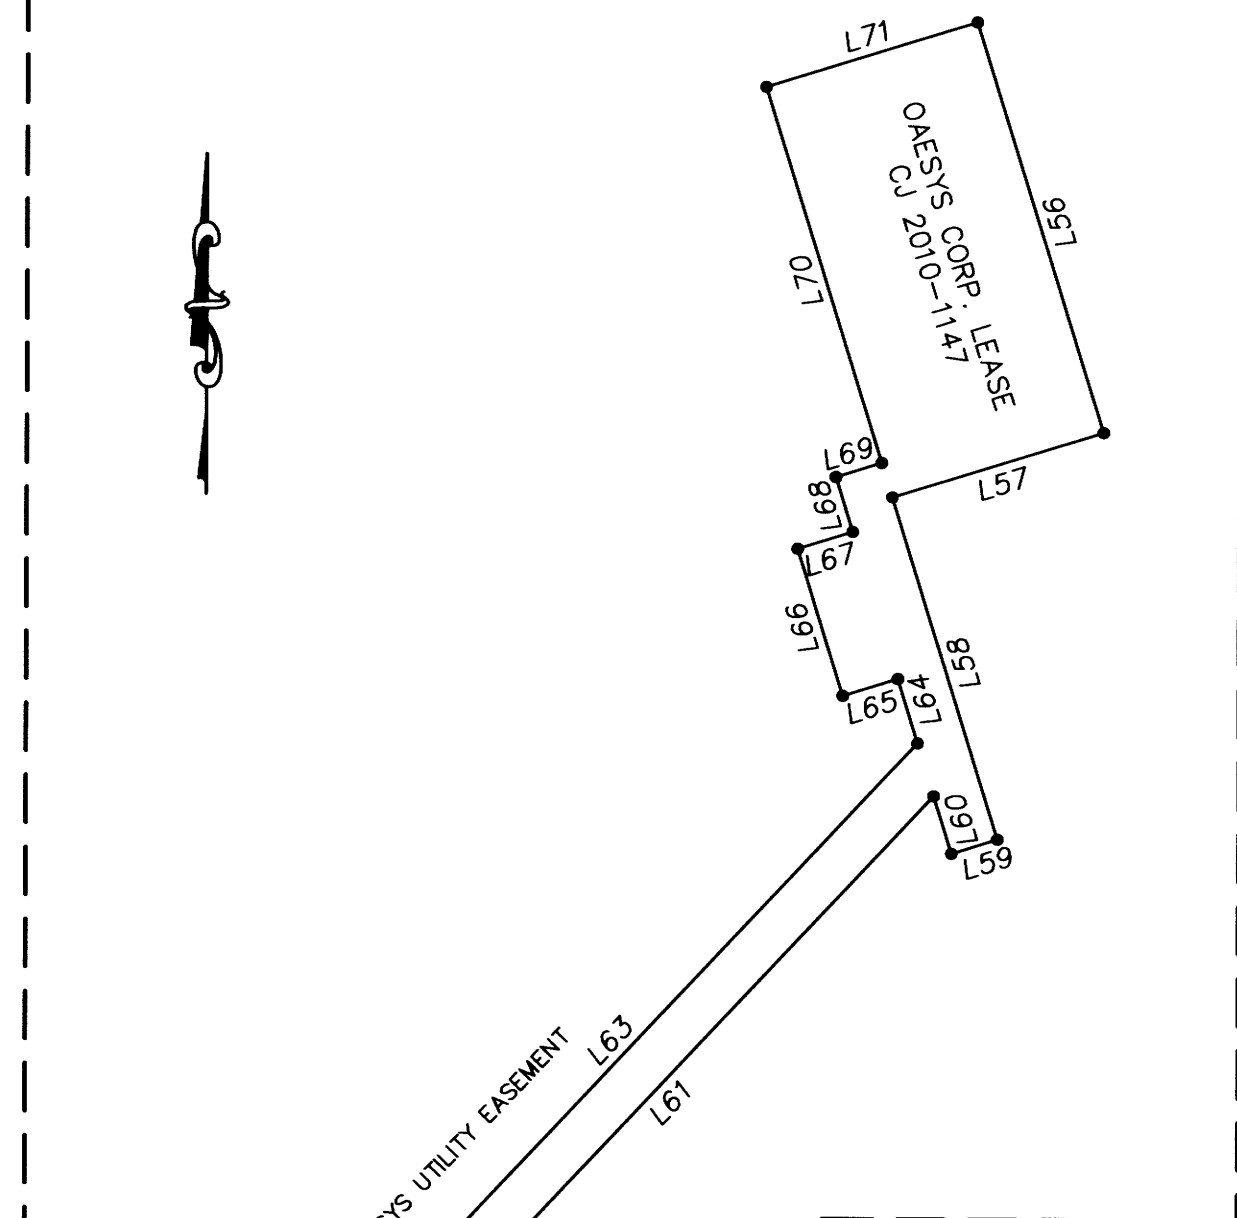 L71
OAESYS CORP. LEASE
CJ 2010-1147
L56
L70
L69
L57
L68
L67
L66
L58
L65
L64
L60
L59
L63
L61
SYS UTILITY EASEMENT